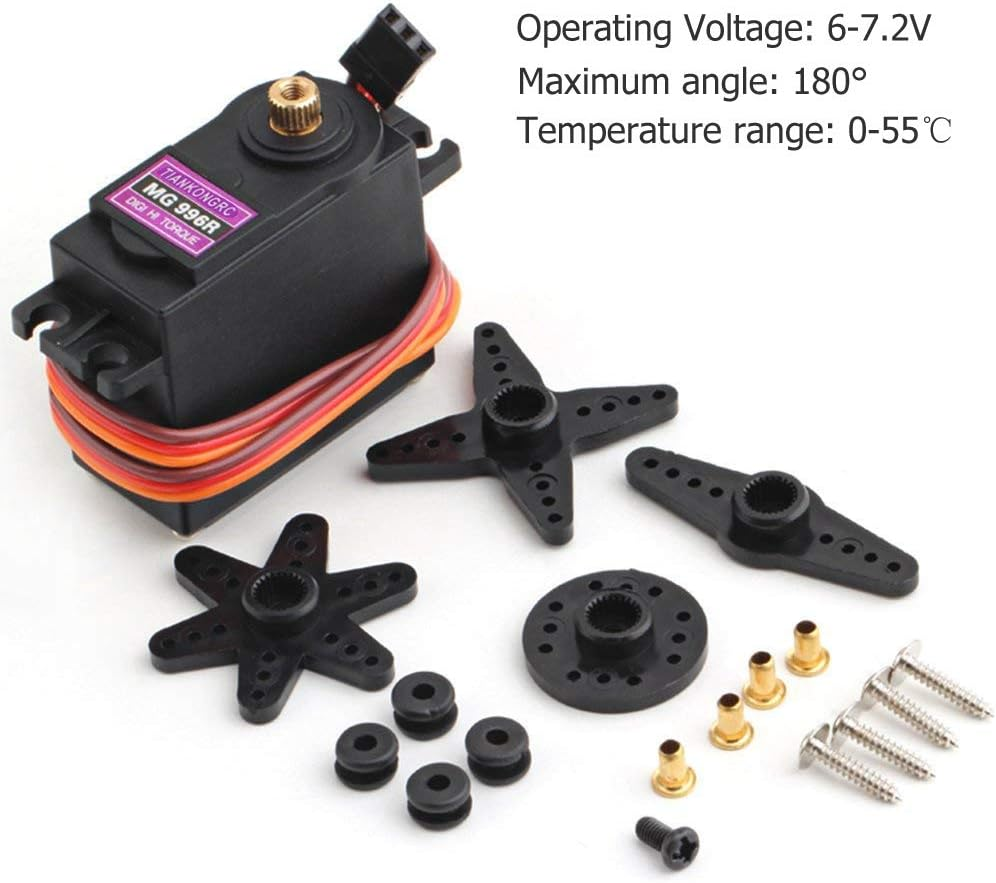 Operating Voltage: 6-7.2V
Maximum angle: 180°
Temperature range: 0-55℃
TIANKONGRC
MG 996R
DIGI HI TORQUE